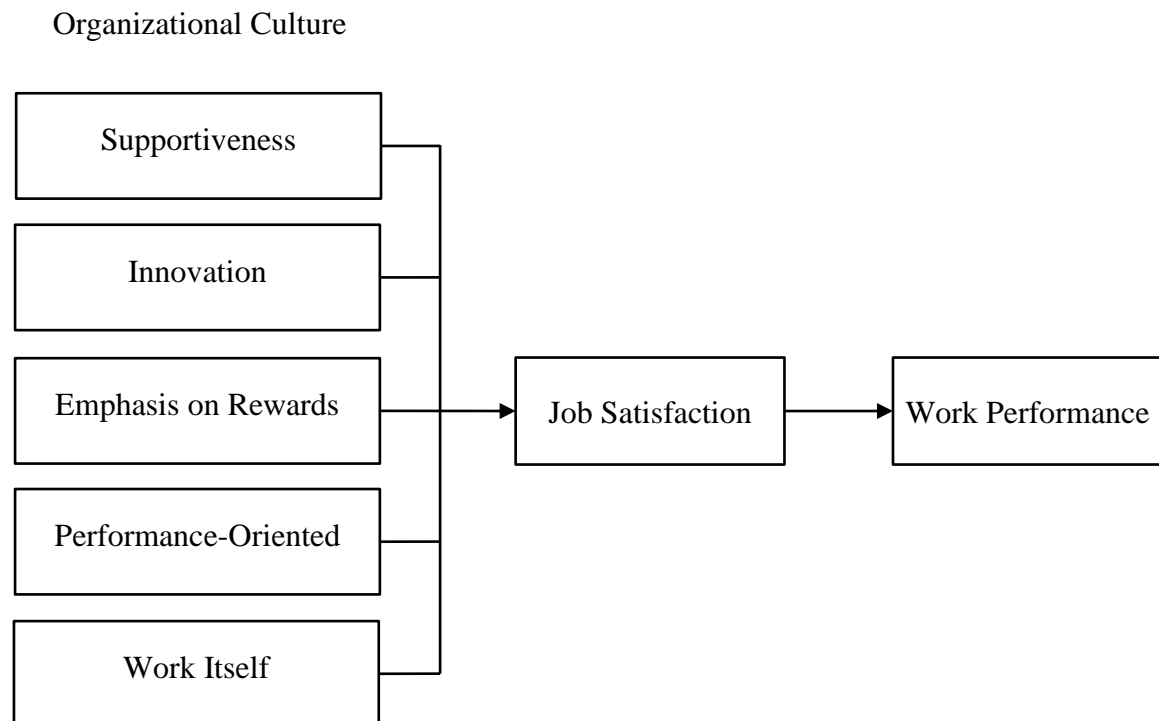 Organizational Culture
Supportiveness
Innovation
Emphasis on Rewards
Job Satisfaction
Work Performance
Performance-Oriented
Work Itself